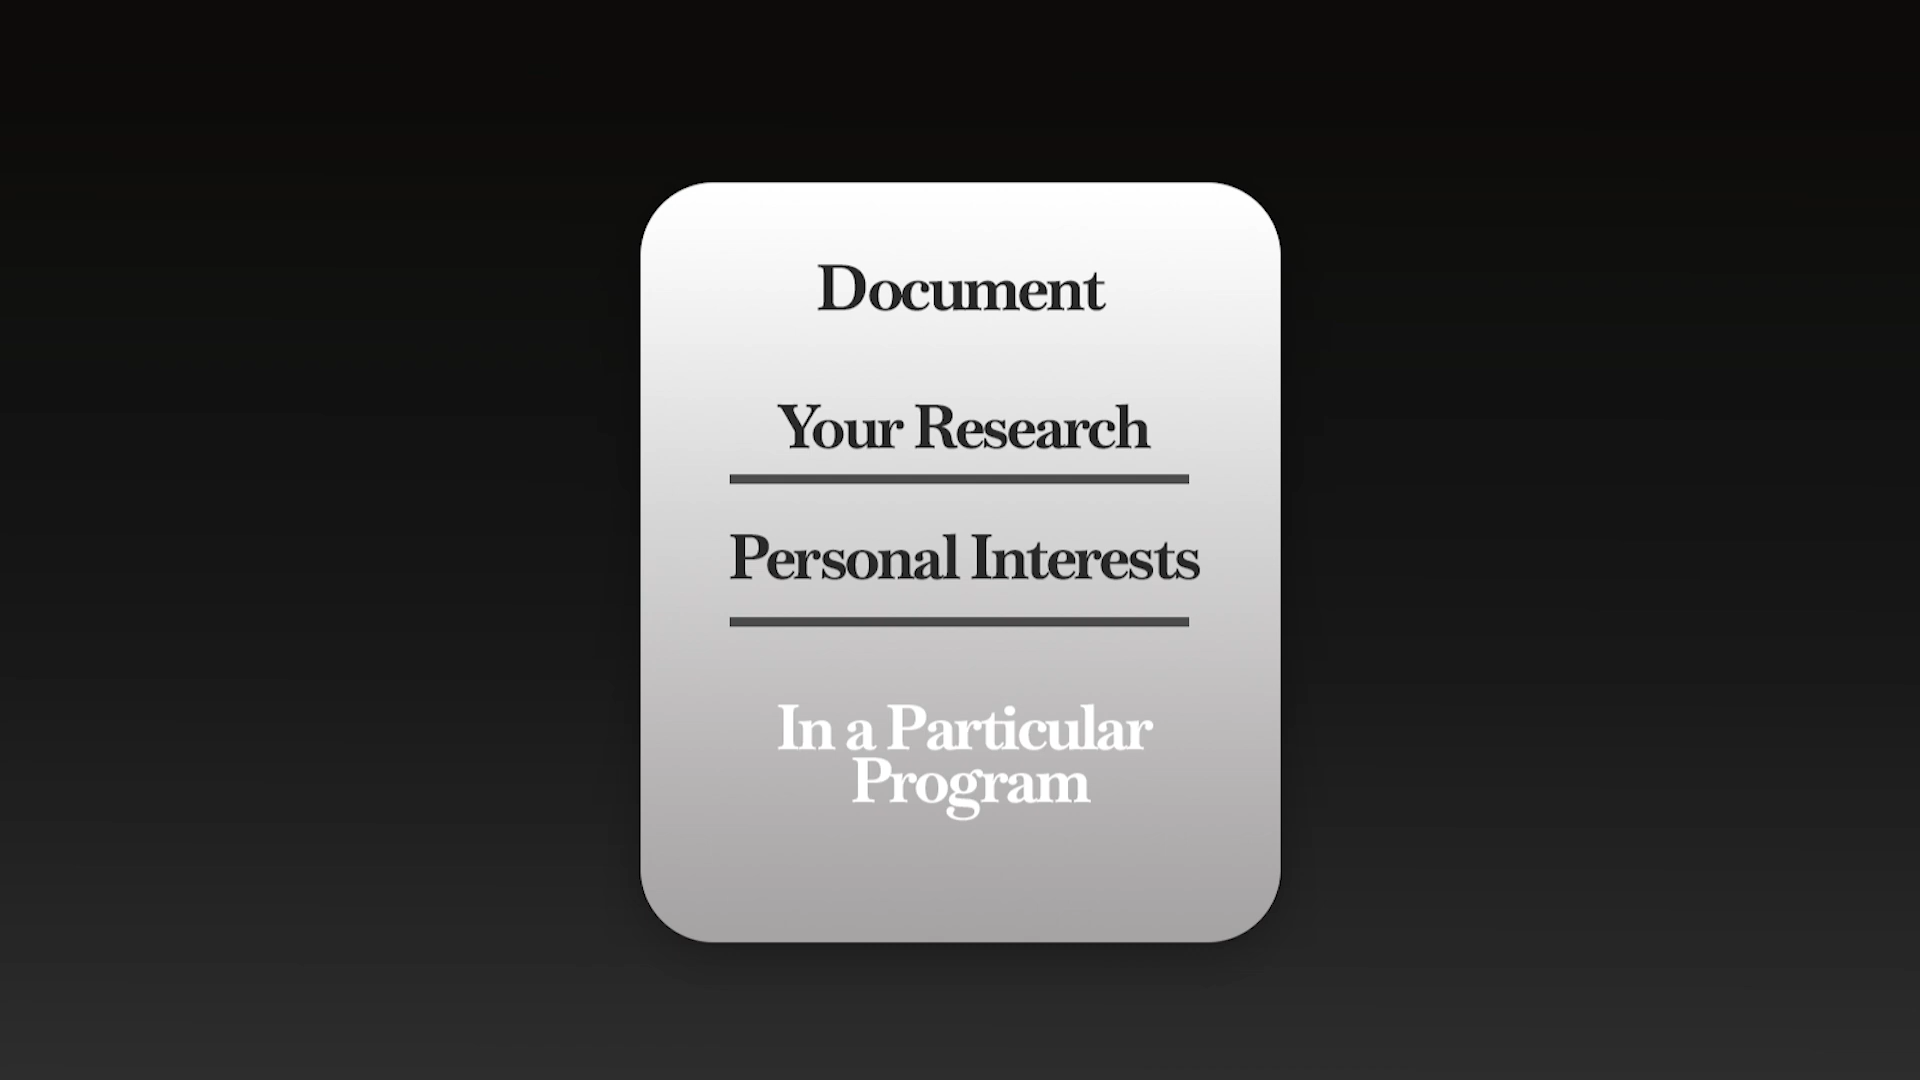 Document
Your Research
Personal Interests
In a Particular
Program